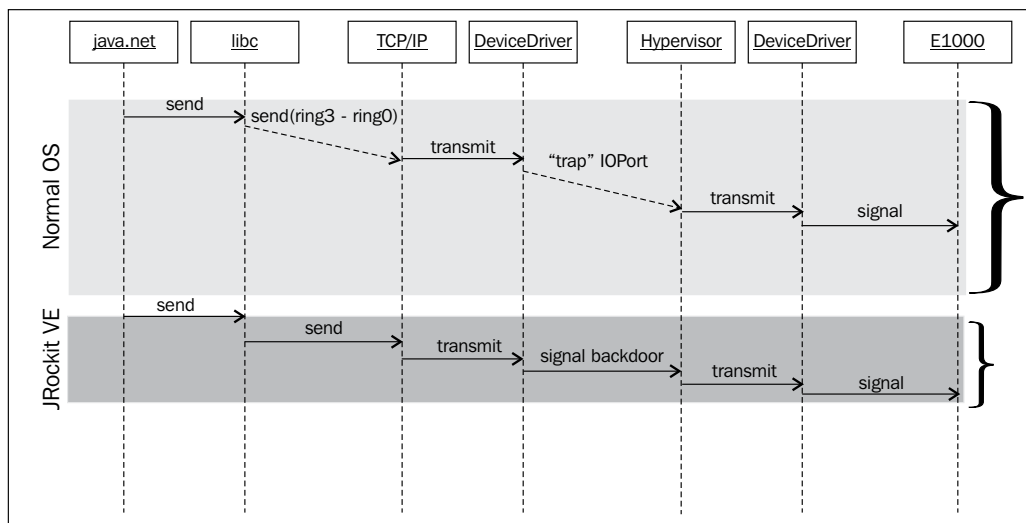 java.net
libc
TCP/IP
DeviceDriver
Hypervisor
DeviceDriver
E1000
Normal OS
send
send(ring3 - ring0)
transmit
“trap” IOPort
transmit
signal
JRockit VE
send
send
transmit
signal backdoor
transmit
signal